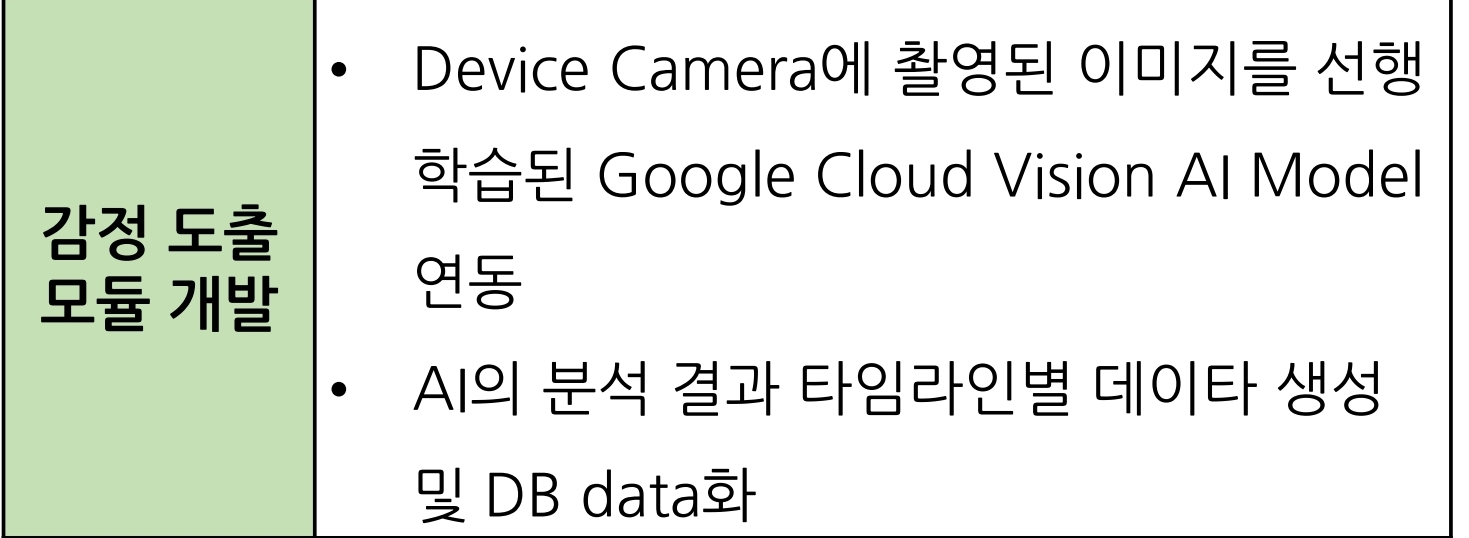 감정 도출
모듈 개발
• Device Camera에 촬영된 이미지를 선행
학습된 Google Cloud Vision AI Model
연동
• AI의 분석 결과 타임라인별 데이타 생성
및 DB data화